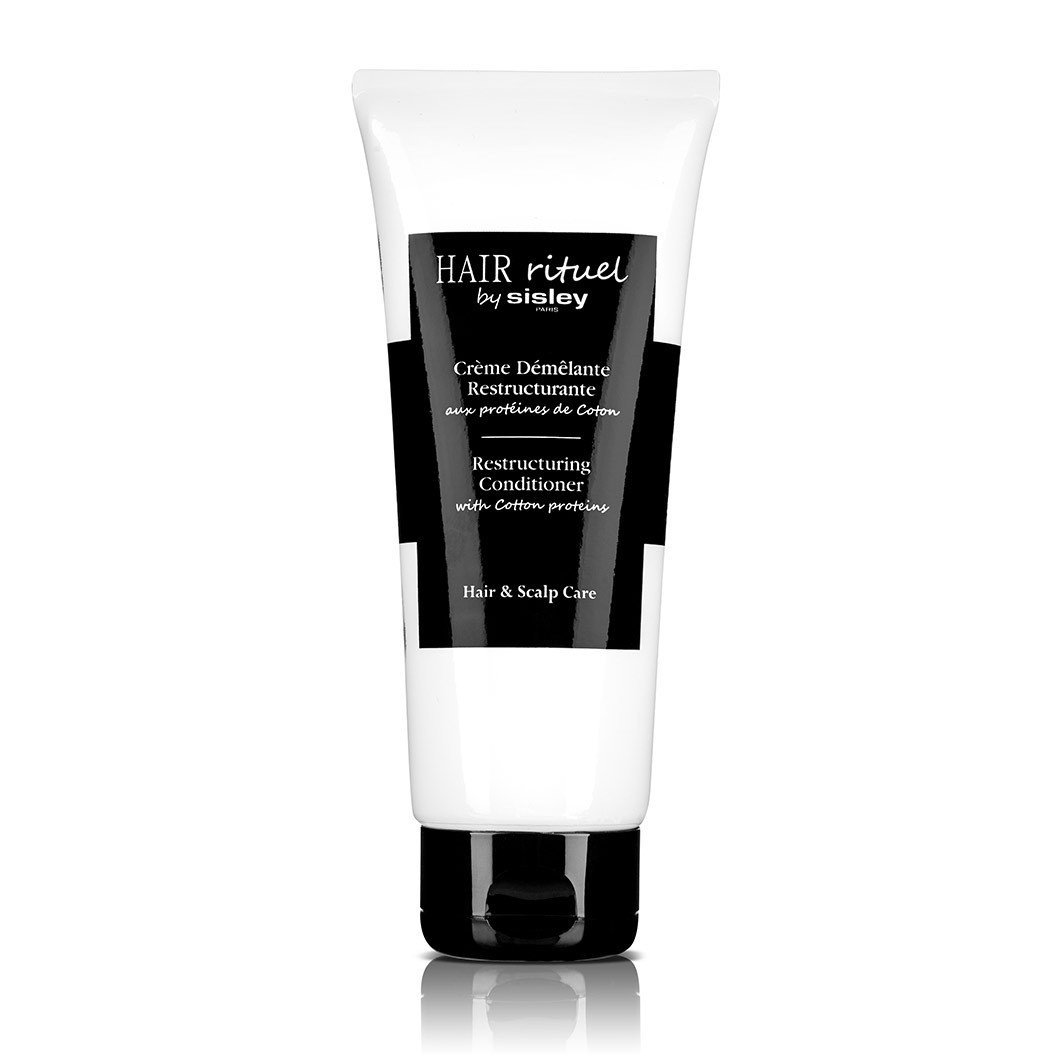 HAIR rituel
by sisley
PARIS
Crème Démêlante
Restructurante
aux protéines de Coton
Restructuring
Conditioner
with Cotton proteins
Hair & Scalp Care